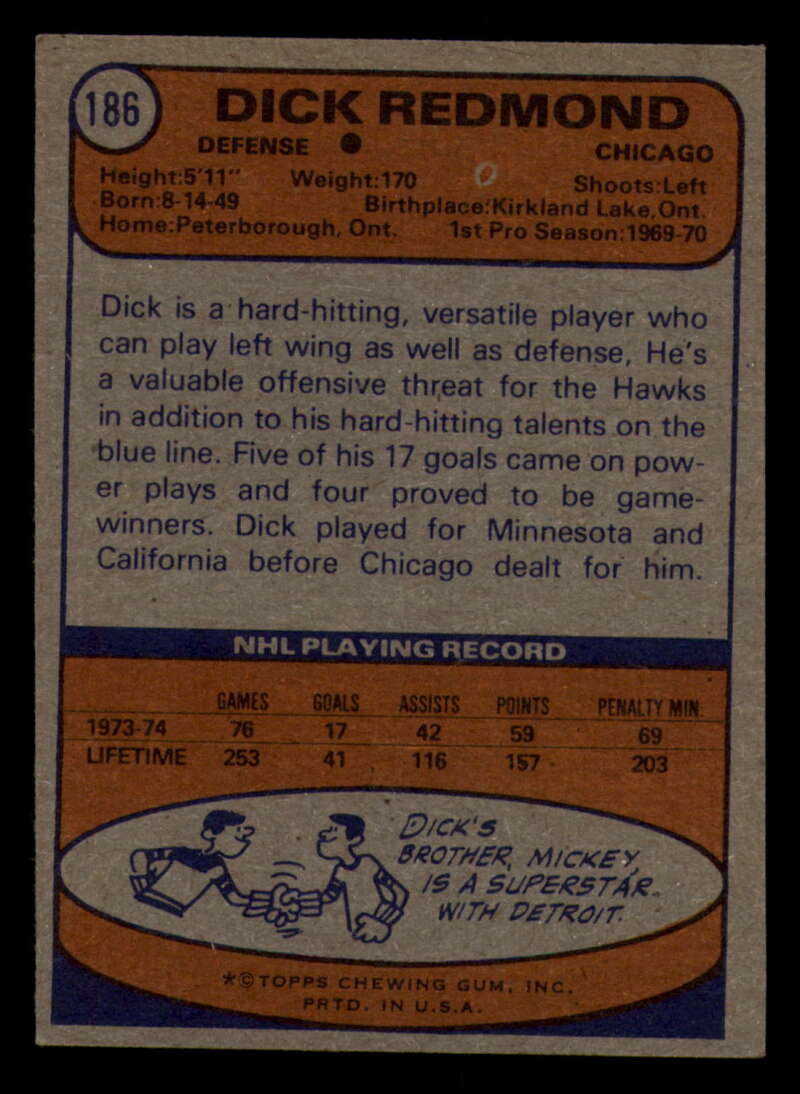 186
DICK REDMOND
DEFENSE ● CHICAGO
Height:5'11" Weight:170 Shoots:Left
Born:8-14-49 Birthplace:Kirkland Lake, Ont.
Home:Peterborough, Ont. 1st Pro Season:1969-70
Dick is a hard-hitting, versatile player who
can play left wing as well as defense, He's
a valuable offensive threat for the Hawks
in addition to his hard-hitting talents on the
blue line. Five of his 17 goals came on pow-
er plays and four proved to be game-
winners. Dick played for Minnesota and
California before Chicago dealt for him.
NHL PLAYING RECORD
GAMES GOALS ASSISTS POINTS PENALTY MIN.
1973-74 76 17 42 59 69
LIFETIME 253 41 116 157 203
DICK'S
BROTHER, MICKEY,
IS A SUPERSTAR
WITH DETROIT.
*©TOPPS CHEWING GUM, INC.
PRTD. IN U.S.A.